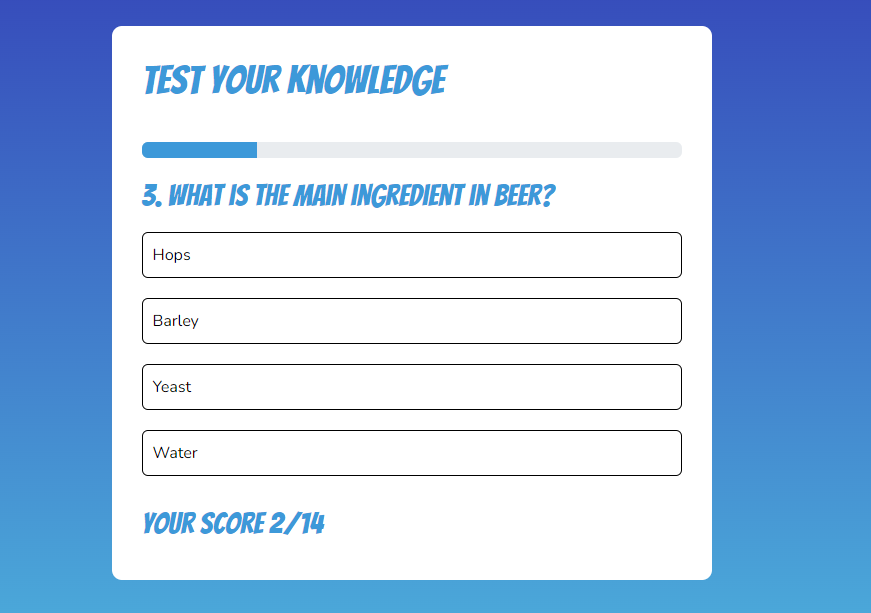 TEST YOUR KNOWLEDGE
3. WHAT IS THE MAIN INGREDIENT IN BEER?
Hops
Barley
Yeast
Water
YOUR SCORE 2/14